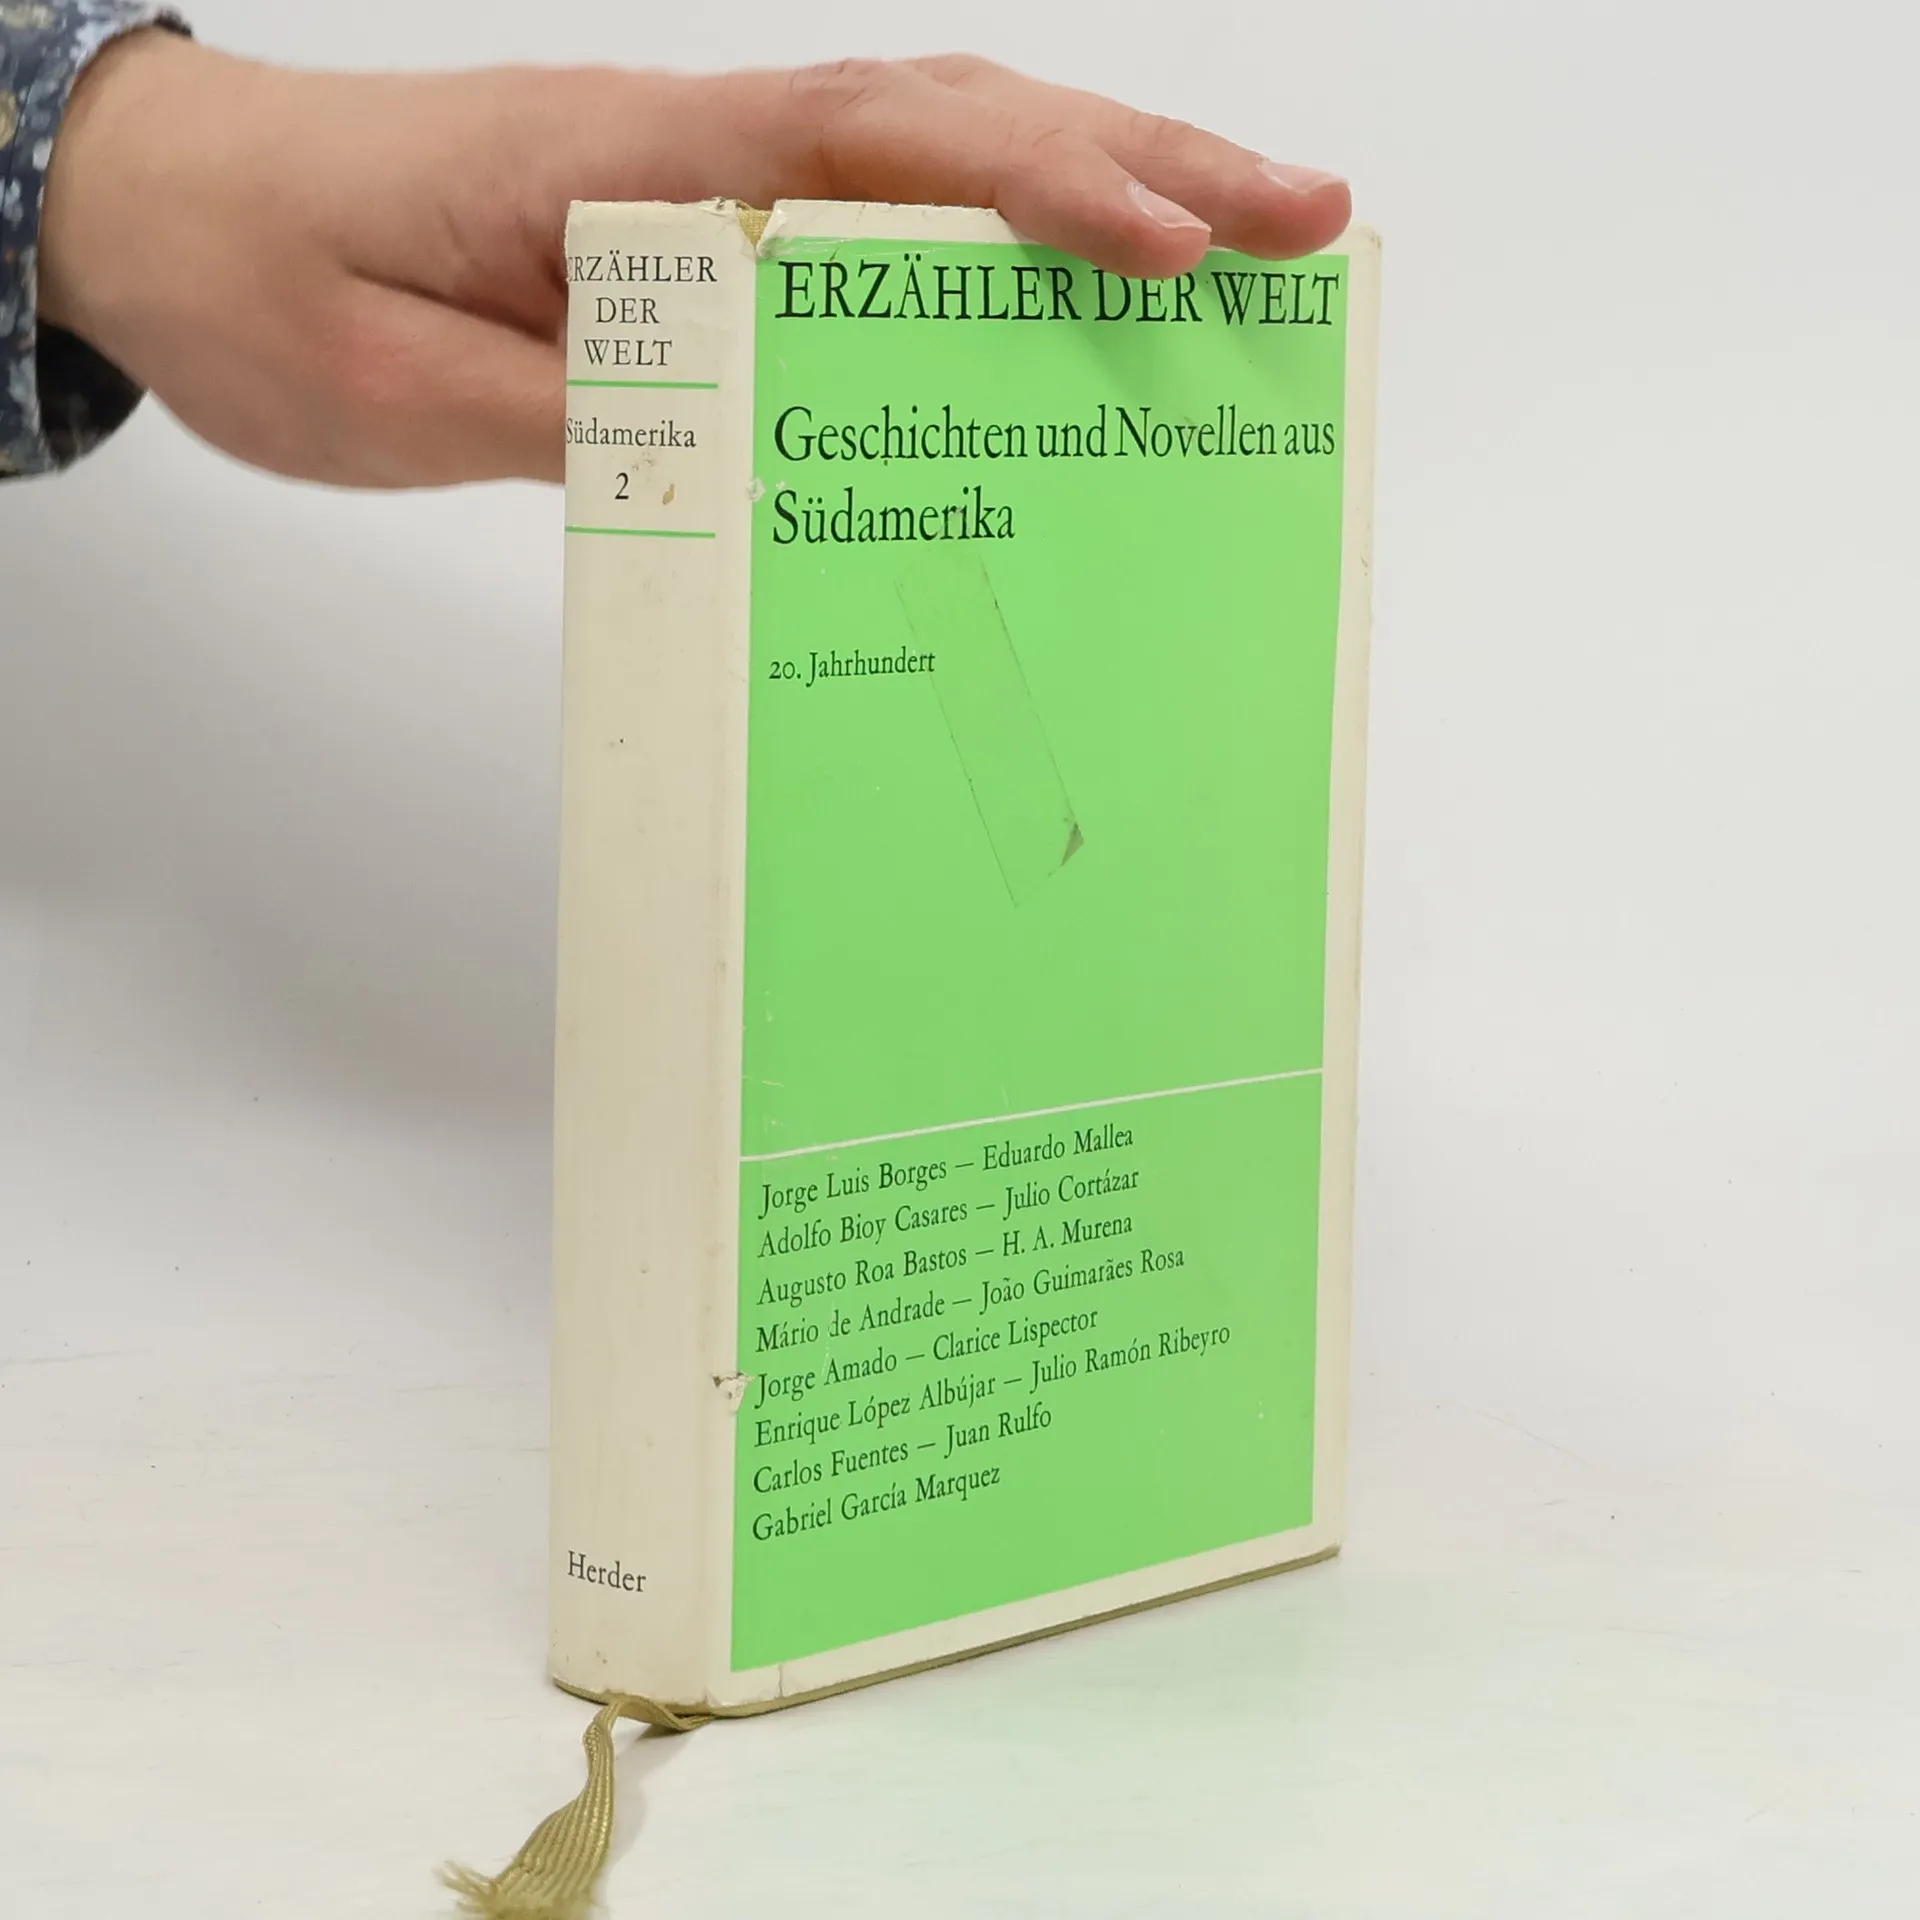 ERZÄHLER
DER
WELT
Südamerika
2
Herder
ERZÄHLER DER WELT
Geschichten und Novellen aus
Südamerika
20. Jahrhundert
Jorge Luis Borges – Eduardo Mallea
Adolfo Bioy Casares – Julio Cortázar
Augusto Roa Bastos – H. A. Murena
Mário de Andrade – João Guimarães Rosa
Jorge Amado – Clarice Lispector
Enrique López Albújar – Julio Ramón Ribeyro
Carlos Fuentes – Juan Rulfo
Gabriel García Marquez